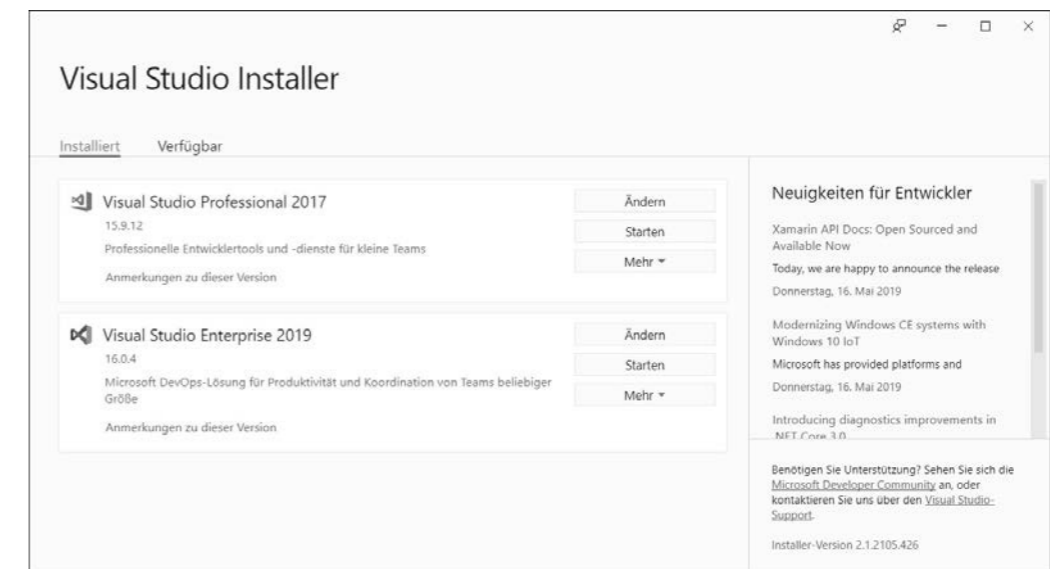 Visual Studio Installer
Installiert Verfügbar
Visual Studio Professional 2017
15.9.12
Professionelle Entwicklertools und -dienste für kleine Teams
Anmerkungen zu dieser Version
Ändern
Starten
Mehr
Visual Studio Enterprise 2019
16.0.4
Microsoft DevOps-Lösung für Produktivität und Koordination von Teams beliebiger
Größe
Anmerkungen zu dieser Version
Ändern
Starten
Mehr
Neuigkeiten für Entwickler
Xamarin API Docs: Open Sourced and
Available Now
Today, we are happy to announce the release
Donnerstag, 16. Mai 2019
Modernizing Windows CE systems with
Windows 10 IoT
Microsoft has provided platforms and
Donnerstag, 16. Mai 2019
Introducing diagnostics improvements in
.NET Core 3.0
Benötigen Sie Unterstützung? Sehen Sie sich die
Microsoft Developer Community an, oder
kontaktieren Sie uns über den Visual Studio-
Support.
Installer-Version 2.1.2105.426